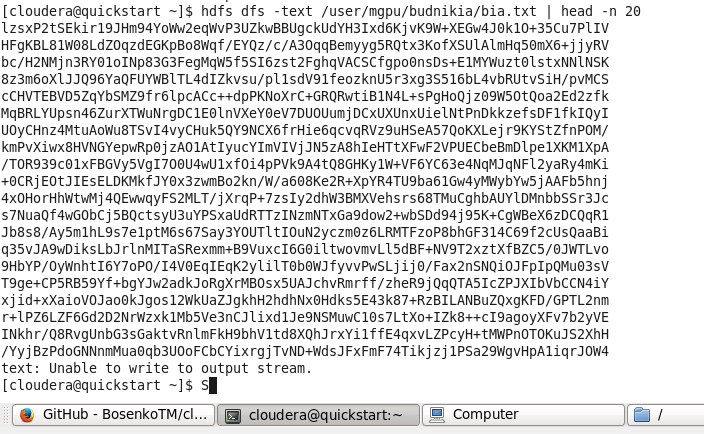 [cloudera@quickstart ~]$ hdfs dfs -text /user/mgpu/budnikia/bia.txt | head -n 20
lzsxP2tSEkir19JHm94YoWw2eqWvP3UZkwBBUgckUdYH3Ixd6KjvK9W+XEGw4J0k1O+35Cu7PlIV
HFgKBL81W08LdZOqzdEGKpBo8Wqf/EYQz/c/A3OqqBemyyg5RQtx3KofXSUlAlmHq50mX6+jjyRV
bc/H2NMjn3RY01oINp83G3FegMqW5f5SI6zst2FghqVACSCfgpo0nsDs+E1MYWuzt0lstxNNlNSK
8z3m6oXlJJQ96YaQFUYWBlTL4dIZkvsu/pl1sdV91feozknU5r3xg3S516bL4vbRUtvSiH/pvMCS
cCHVTEBVD5ZqYbSMZ9fr6lpcACc++dpPKNoXrC+GRQRwtiB1N4L+sPgHoQjz09W5OtQoa2Ed2zfk
MqBRLYUpsn46ZurXTWuNrgDC1E0lnVXeY0eV7DUOUumjDCxUXUnxUielNtPnDkkzefsDF1fkIQyI
UOyCHnz4MtuAoWu8TSvI4vyCHuk5QY9NCX6frHie6qcvqRVz9uHSeA57QoKXLejr9KYStZfnPOM/
kmPvXiwx8HVNGYepwRp0jzAO1AtIyucYImVIVjJN5zA8hIeHTtXFwF2VPUECbeBmDlpe1XKM1XpA
/TOR939c01xFBGVy5VgI7O0U4wU1xfOi4pPVk9A4tQ8GHKy1W+VF6YC63e4NqMJqNFl2yaRy4mKi
+0CRjEOtJIEsELDKMkfJY0x3zwmBo2kn/W/a608Ke2R+XpYR4TU9ba61Gw4yMWybYw5jAAFb5hnj
4xOHorHhWtwMj4QEwwqyFS2MLT/jXrqP+7zsIy2dhW3BMXVehsrs68TMuCghbAUYlDMnbbSSr3Jc
s7NuaQf4wGObCj5BQctsyU3uYPSxaUdRTTzINzmNTxGa9dow2+wbSDd94j95K+CgWBeX6zDCQqR1
Jb8s8/Ay5m1hL9s7e1ptM6s67Say3YOUTltIOuN2yczm0z6LRMTFzoP8bhGF314C69f2cUsQaaBi
q35vJA9wDiksLbJrlnMITaSRexmm+B9VuxcI6G0iltwovmvLl5dBF+NV9T2xztXfBZC5/0JWTLvo
9HbYP/OyWnhtI6Y7oPO/I4V0EqIEqK2ylilT0b0WJfyvvPwSLjij0/Fax2nSNQiOJFpIpQMu03sV
T9ge+CP5RB59Yf+bgYJw2adkJoRgXrMBOsx5UAJchvRmrff/zheR9jQqQTA5IcZPJXIbVbCCN4iY
xjid+xXaioVOJao0kJgos12WkUaZJgkhH2hdhNx0Hdks5E43k87+RzBILANBuZQxgKFD/GPTL2nm
r+lPZ6LZF6Gd2D2NrWzxk1Mb5Ve3nCJlixd1Je9NSMuwC10s7LtXo+IZk8++cI9agoyXFv7b2yVE
INkhr/Q8RvgUnbG3sGaktvRnlmFkH9bhV1td8XQhJrxYi1ffE4qxvLZPcyH+tMWPnOTOKuJS2XhH
/YyjBzPdoGNNnmMua0qb3UOoFCbCYixrgjTvND+WdsJFxFmF74Tikjzj1PSa29WgvHpA1iqrJOW4
text: Unable to write to output stream.
[cloudera@quickstart ~]$ S
GitHub - BosenkoTM/cl... cloudera@quickstart:~ Computer /